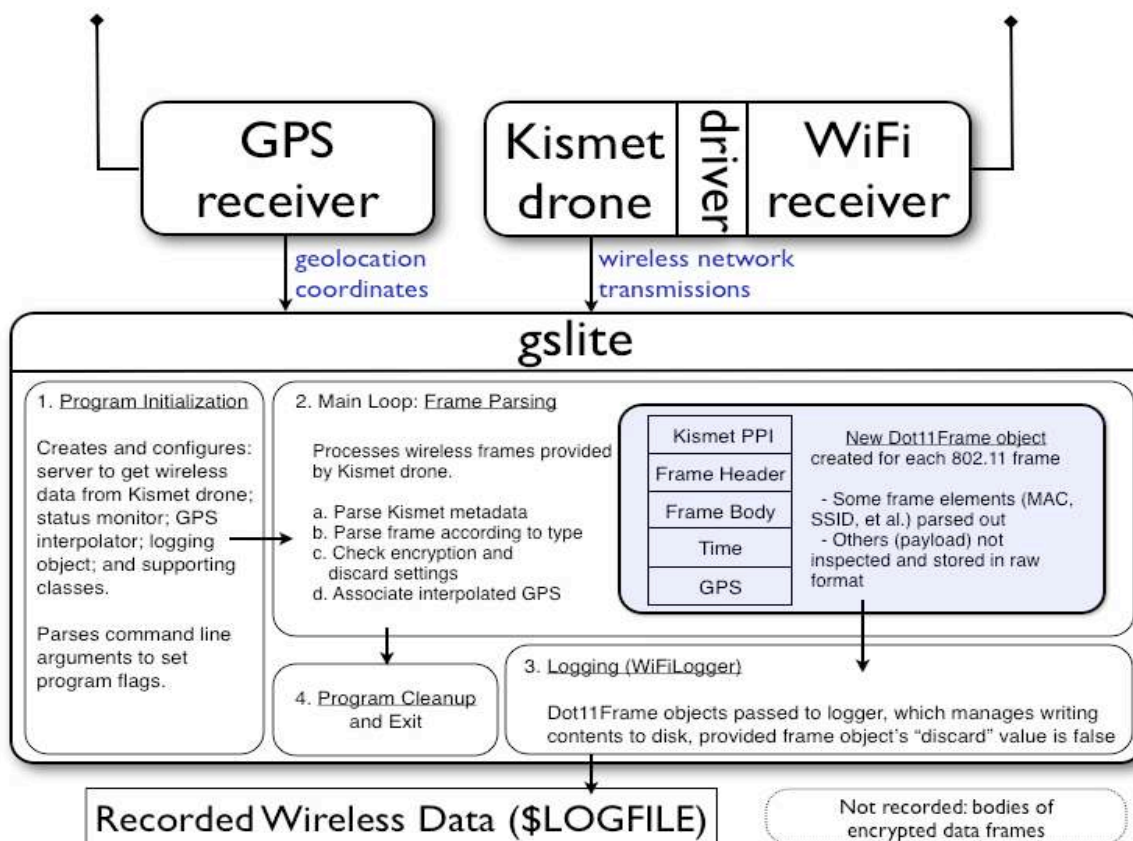 GPS
receiver
Kismet
drone
driver
WiFi
receiver
geolocation
coordinates
wireless network
transmissions
gslite
1. Program Initialization
Creates and configures:
server to get wireless
data from Kismet drone;
status monitor; GPS
interpolator; logging
object; and supporting
classes.
Parses command line
arguments to set
program flags.
2. Main Loop: Frame Parsing
Processes wireless frames provided
by Kismet drone.
a. Parse Kismet metadata
b. Parse frame according to type
c. Check encryption and
discard settings
d. Associate interpolated GPS
Kismet PPI
Frame Header
Frame Body
Time
GPS
New Dot11Frame object
created for each 802.11 frame
- Some frame elements (MAC,
SSID, et al.) parsed out
- Others (payload) not
inspected and stored in raw
format
3. Logging (WiFiLogger)
Dot11Frame objects passed to logger, which manages writing
contents to disk, provided frame object's “discard” value is false
4. Program Cleanup
and Exit
Recorded Wireless Data ($LOGFILE)
Not recorded: bodies of
encrypted data frames